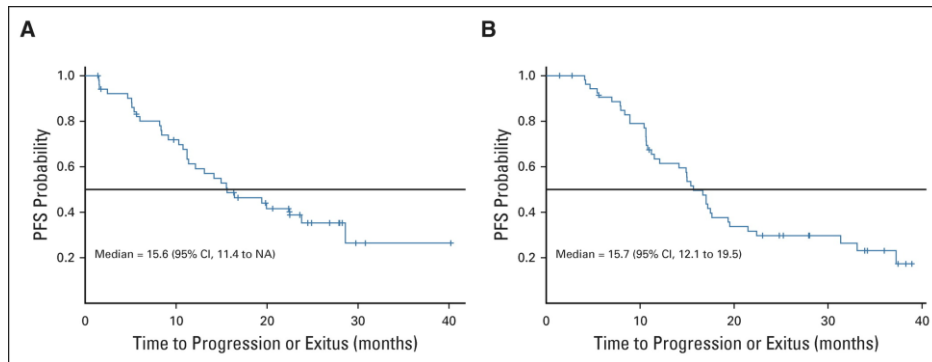 A
PFS Probability
1.0
0.8
0.6
0.4
0.2
Median = 15.6 (95% CI, 11.4 to NA)
0
10
20
30
40
Time to Progression or Exitus (months)
B
PFS Probability
1.0
0.8
0.6
0.4
0.2
Median = 15.7 (95% CI, 12.1 to 19.5)
0
10
20
30
40
Time to Progression or Exitus (months)